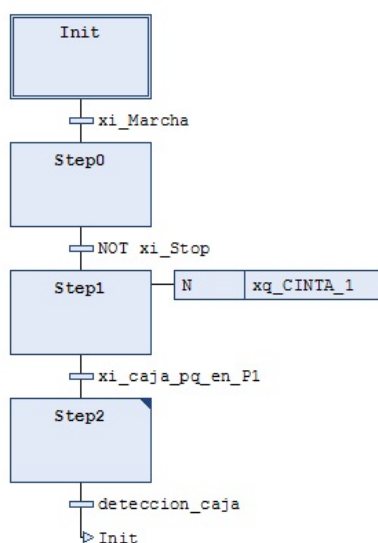 Init
xi_Marcha
Step0
NOT xi_Stop
Step1
N xq_CINTA_1
xi_caja_pq_en_P1
Step2
deteccion_caja
Init